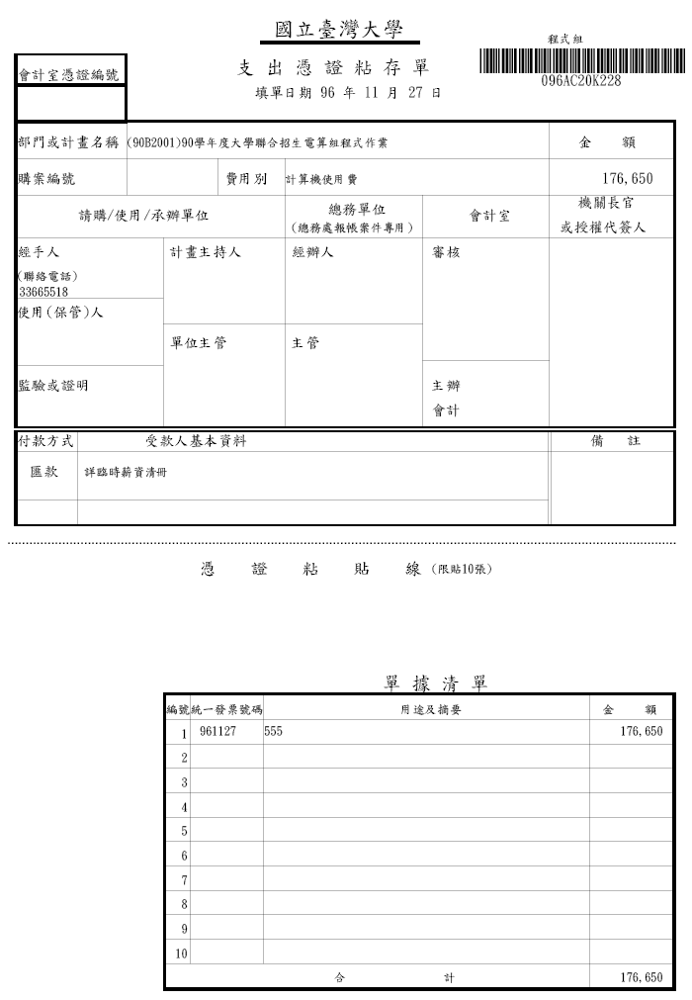 國立臺灣大學
程式組
支出憑證粘存單
096AC20K228
會計室憑證編號
填單日期 96 年 11 月 27 日
部門或計畫名稱 (90B2001)90學年度大學聯合招生電算組程式作業 金 額
購案編號 費用別 計算機使用費 176,650
請購/使用/承辦單位 總務單位 會計室 機關長官
(總務處報帳案件專用) 或授權代簽人
經手人 計畫主持人 經辦人 審核
(聯絡電話)
33665518
使用(保管)人
單位主管 主管
監驗或證明 主辦
會計
付款方式 受款人基本資料 備 註
匯款 詳臨時薪資清冊
憑 證 粘 貼 線 (限貼10張)
單據清單
編號 統一發票號碼 用途及摘要 金 額
1 961127 555 176,650
2
3
4
5
6
7
8
9
10
合 計 176,650